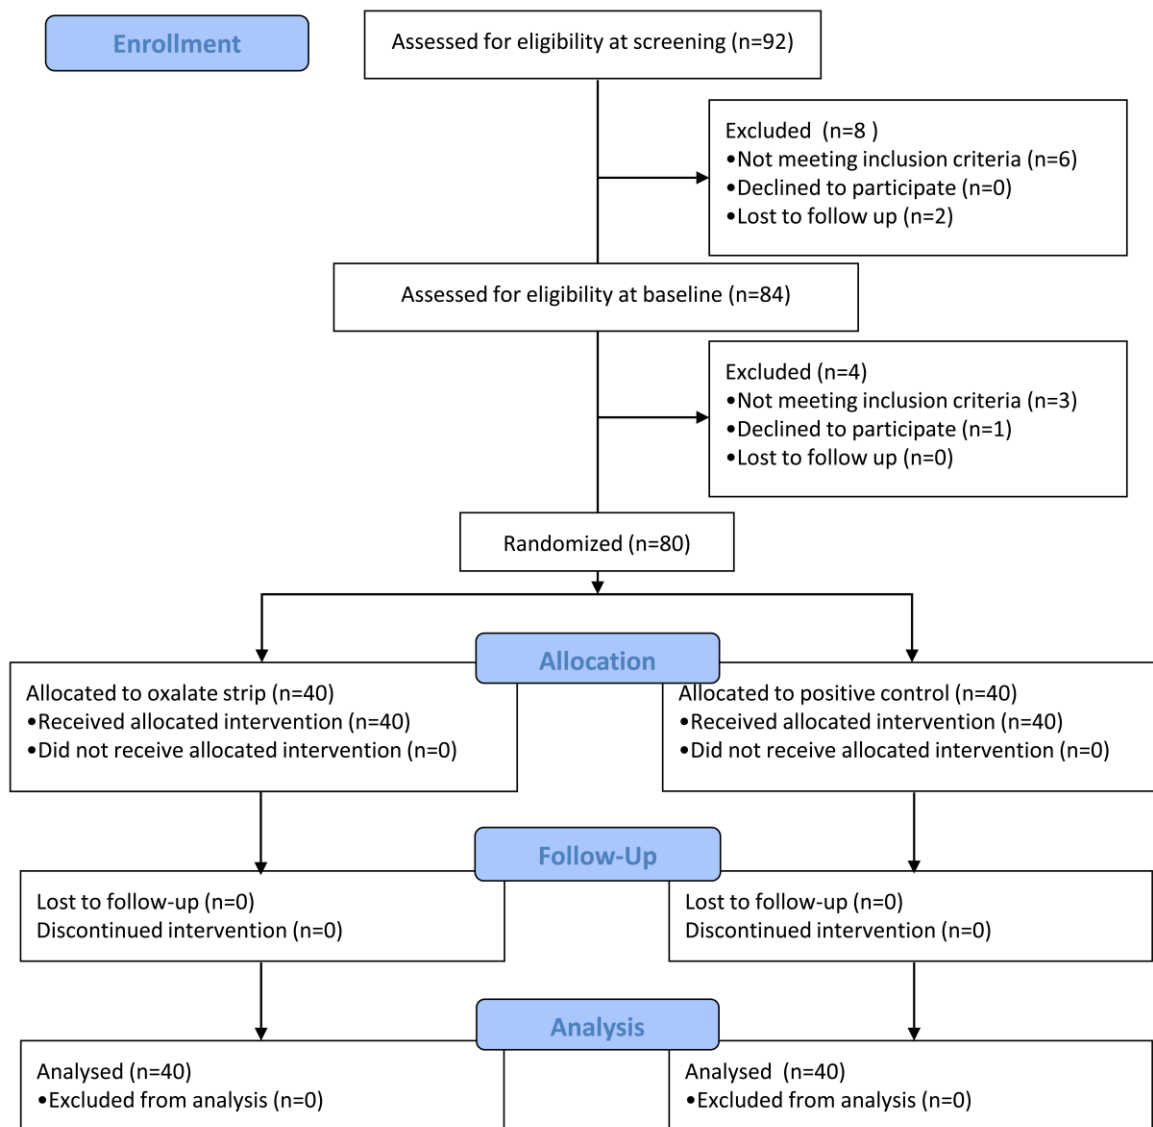 Enrollment
Assessed for eligibility at screening (n=92)
Excluded  (n=8 )
•Not meeting inclusion criteria (n=6)
•Declined to participate (n=0)
•Lost to follow up (n=2)
Assessed for eligibility at baseline (n=84)
Excluded (n=4)
•Not meeting inclusion criteria (n=3)
•Declined to participate (n=1)
•Lost to follow up (n=0)
Randomized (n=80)
Allocation
Allocated to oxalate strip (n=40)
•Received allocated intervention (n=40)
•Did not receive allocated intervention (n=0)
Allocated to positive control (n=40)
•Received allocated intervention (n=40)
•Did not receive allocated intervention (n=0)
Follow-Up
Lost to follow-up (n=0)
Discontinued intervention (n=0)
Lost to follow-up (n=0)
Discontinued intervention (n=0)
Analysis
Analysed (n=40)
•Excluded from analysis (n=0)
Analysed  (n=40)
•Excluded from analysis (n=0)